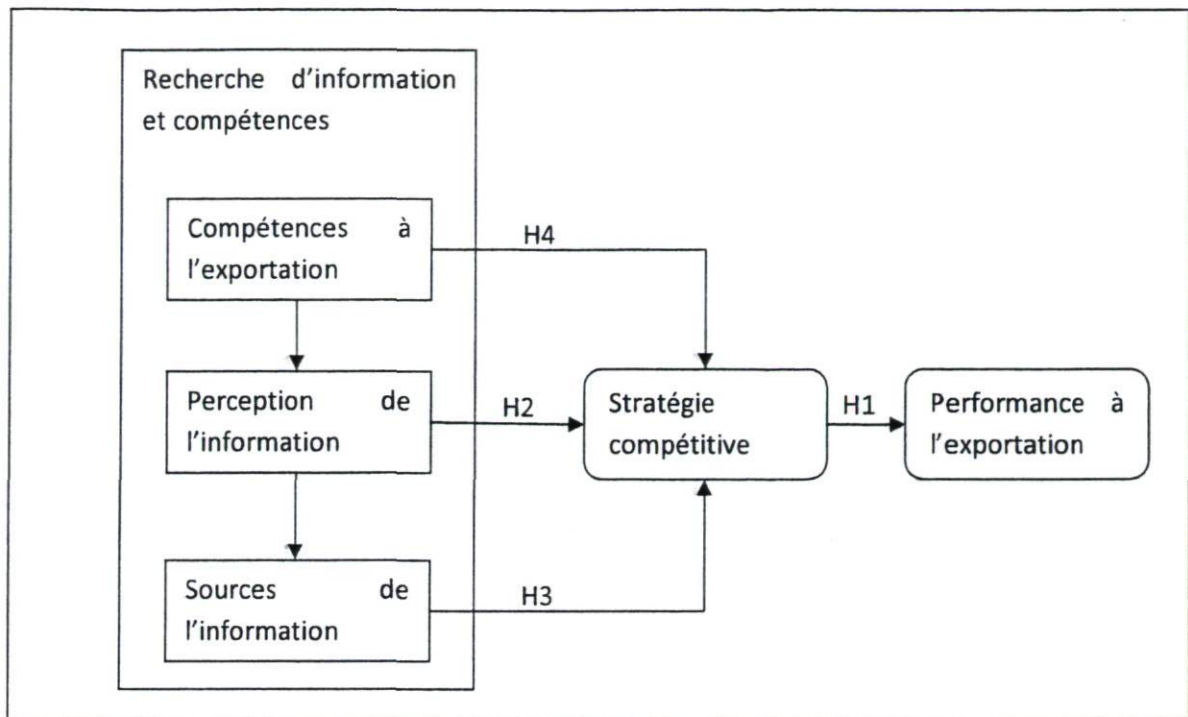 Recherche d'information
et compétences
Compétences à
l'exportation
H4
Perception de
l'information
H2
Stratégie
compétitive
H1
Performance à
l'exportation
Sources de
l'information
H3